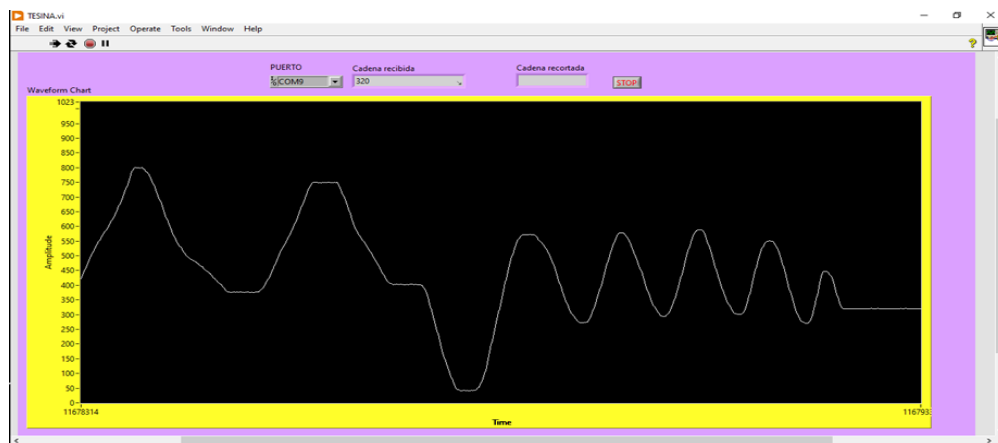 TESINA.vi
File Edit View Project Operate Tools Window Help
PUERTO
COM9
Cadena recibida
320
Cadena recortada
STOP
Waveform Chart
Amplitude
1023
950
900
850
800
750
700
650
600
550
500
450
400
350
300
250
200
150
100
50
0
11678314
Time